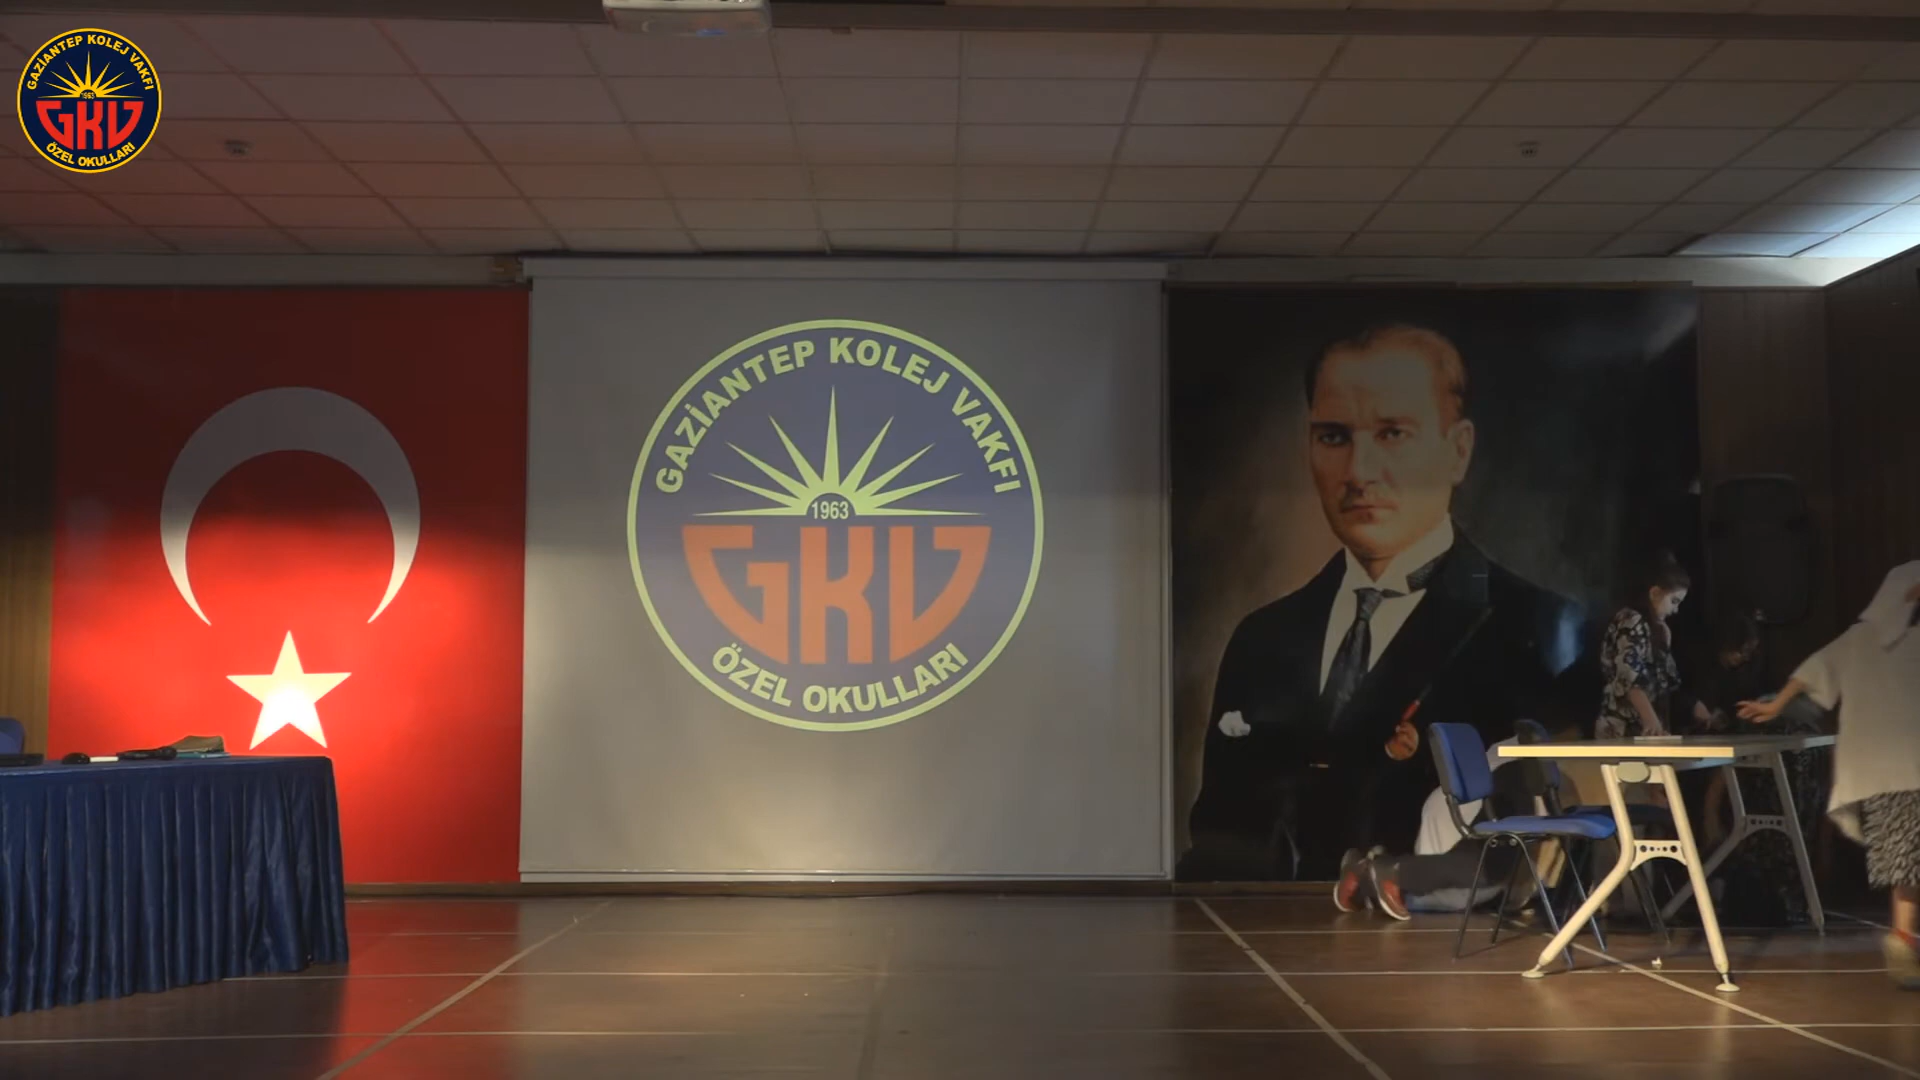 GAZİANTEP KOLEJ VAKFI
1963
GKV
ÖZEL OKULLARI
GAZİANTEP KOLEJ VAKFI
1963
GKV
ÖZEL OKULLARI